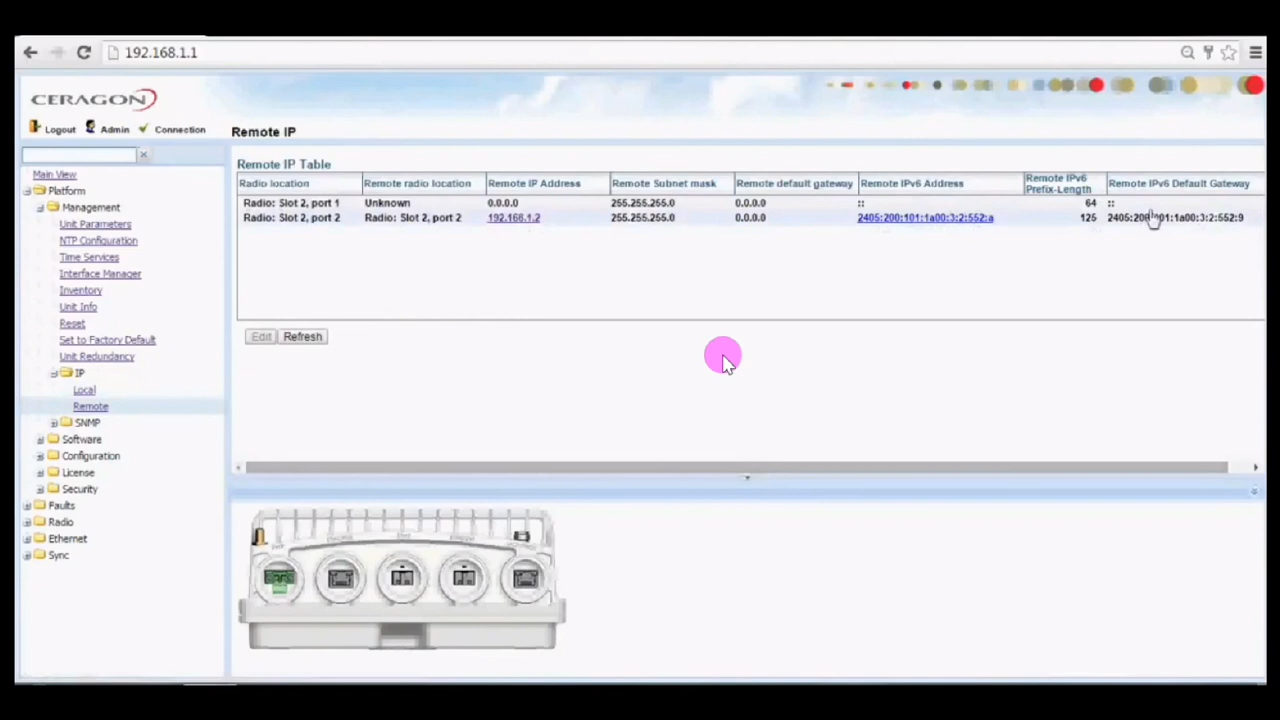 192.168.1.1
CERAGON
Logout Admin Connection
Remote IP
Main View
Platform
Management
Unit Parameters
NTP Configuration
Time Services
Interface Manager
Inventory
Unit Info
Reset
Set to Factory Default
Unit Redundancy
IP
Local
Remote
SNMP
Software
Configuration
License
Security
Faults
Radio
Ethernet
Sync
Remote IP Table
Radio location Remote radio location Remote IP Address Remote Subnet mask Remote default gateway Remote IPv6 Address Remote IPv6 Prefix-Length Remote IPv6 Default Gateway
Radio: Slot 2, port 1 Unknown 0.0.0.0 255.255.255.0 0.0.0.0 :: 64 ::
Radio: Slot 2, port 2 Radio: Slot 2, port 2 192.168.1.2 255.255.255.0 0.0.0.0 2405:200:101:1a00:3:2:552:a 125
Edit Refresh